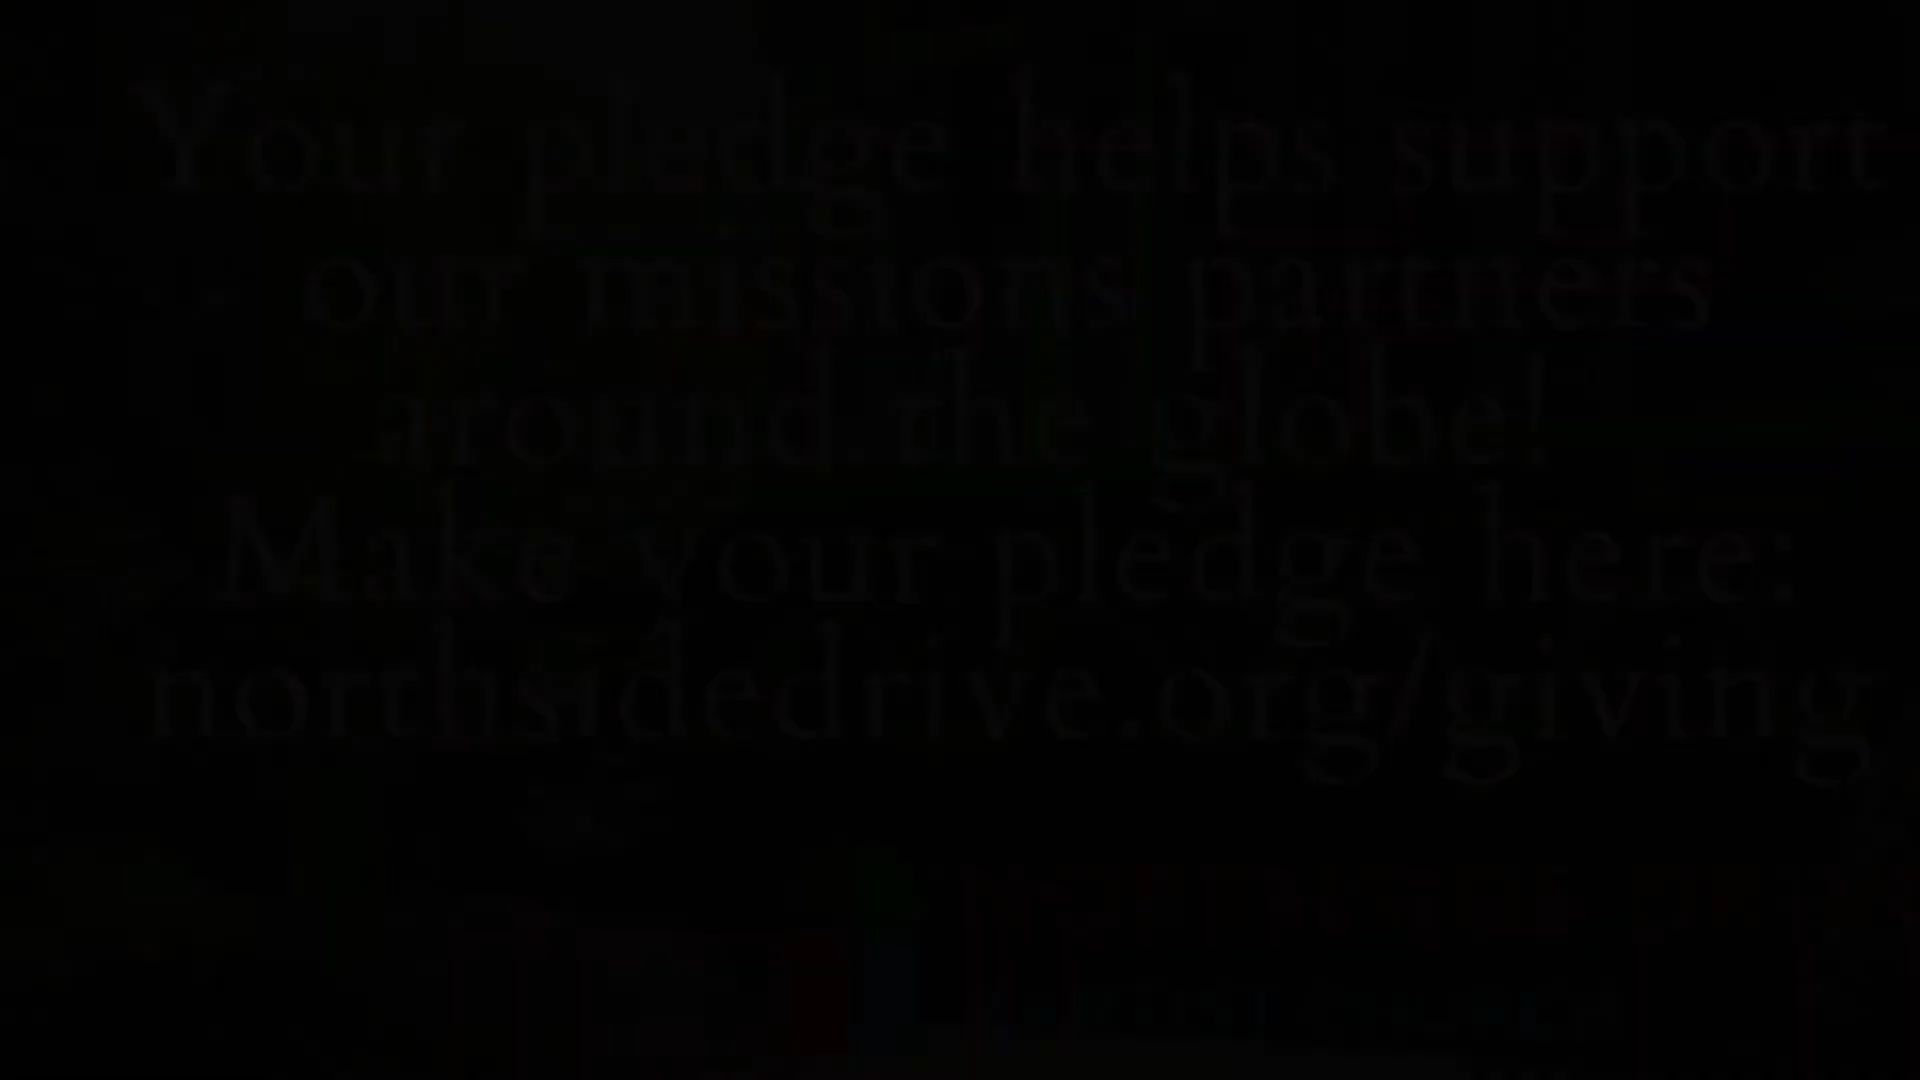 Your pledge helps support
our missions partners
around the globe!
Make your pledge here:
northsidedrive.org/giving